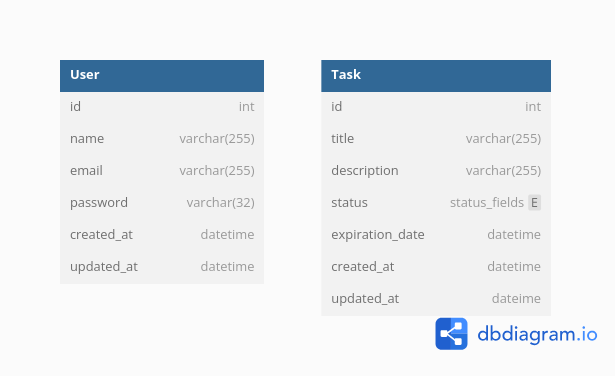 User
id int
name varchar(255)
email varchar(255)
password varchar(32)
created_at datetime
updated_at datetime
Task
id int
title varchar(255)
description varchar(255)
status status_fields E
expiration_date datetime
created_at datetime
updated_at dateime
dbdiagram.io